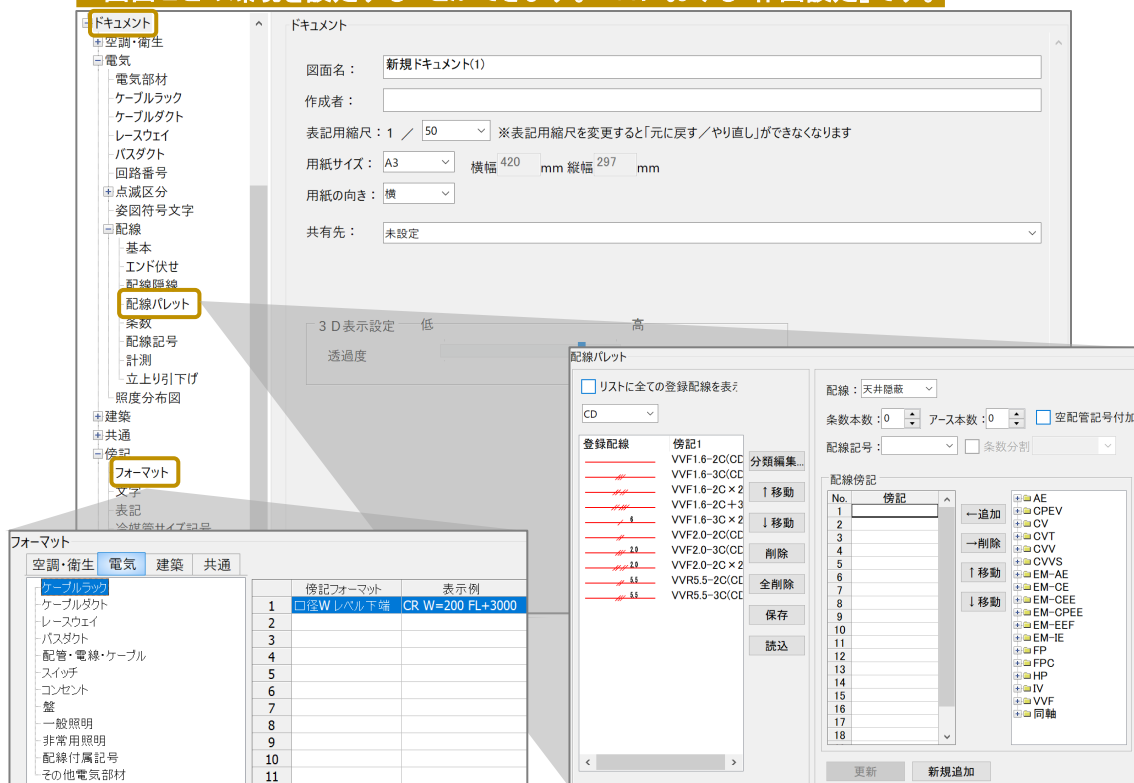 ドキュメント
空調・衛生
電気
電気部材
ケーブルラック
ケーブルダクト
レースウェイ
バスダクト
回路番号
点滅区分
姿図符号文字
配線
基本
エンド伏せ
配線隠線
配線パレット
条数
配線記号
計測
立上り引下げ
照度分布図
建築
共通
傍記
フォーマット
文字
表記
冷媒管サイズ記号
ドキュメント
図面名： 新規ドキュメント(1)
作成者：
表記用縮尺：1 ／ 50 ※表記用縮尺を変更すると「元に戻す／やり直し」ができなくなります
用紙サイズ： A3 横幅 420 mm 縦幅 297 mm
用紙の向き： 横
共有先： 未設定
３Ｄ表示設定 低 高
透過度
配線パレット
リストに全ての登録配線を表示
CD
登録配線 傍記1
VVF1.6-2C(CD
VVF1.6-3C(CD
VVF1.6-2C×2
VVF1.6-2C+3
6 VVF1.6-3C×2
VVF2.0-2C(CD
2.0 VVF2.0-3C(CD
2.0 VVF2.0-2C×2
5.5 VVR5.5-2C(CD
5.5 VVR5.5-3C(CD
分類編集...
↑移動
↓移動
削除
全削除
保存
読込
配線： 天井隠蔽
条数本数： 0 アース本数： 0 空配管記号付加
配線記号： 条数分割
配線傍記
No. 傍記
1
2
3
4
5
6
7
8
9
10
11
12
13
14
15
16
17
18
←追加
→削除
↑移動
↓移動
AE
CPEV
CV
CVT
CVV
CVVS
EM-AE
EM-CE
EM-CEE
EM-CPEE
EM-EEF
EM-IE
FP
FPC
HP
IV
VVF
同軸
更新 新規追加
フォーマット
空調・衛生 電気 建築 共通
ケーブルラック
ケーブルダクト
レースウェイ
バスダクト
配管・電線・ケーブル
スイッチ
コンセント
盤
一般照明
非常用照明
配線付属記号
その他電気部材
傍記フォーマット 表示例
1 口径W レベル下端 CR W=200 FL+3000
2
3
4
5
6
7
8
9
10
11